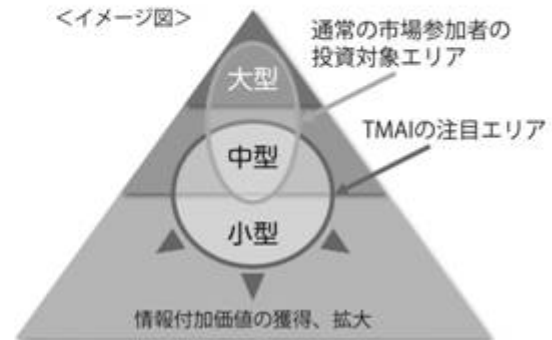 ＜イメージ図＞
通常の市場参加者の
投資対象エリア
大型
TMAIの注目エリア
中型
小型
情報付加価値の獲得、拡大